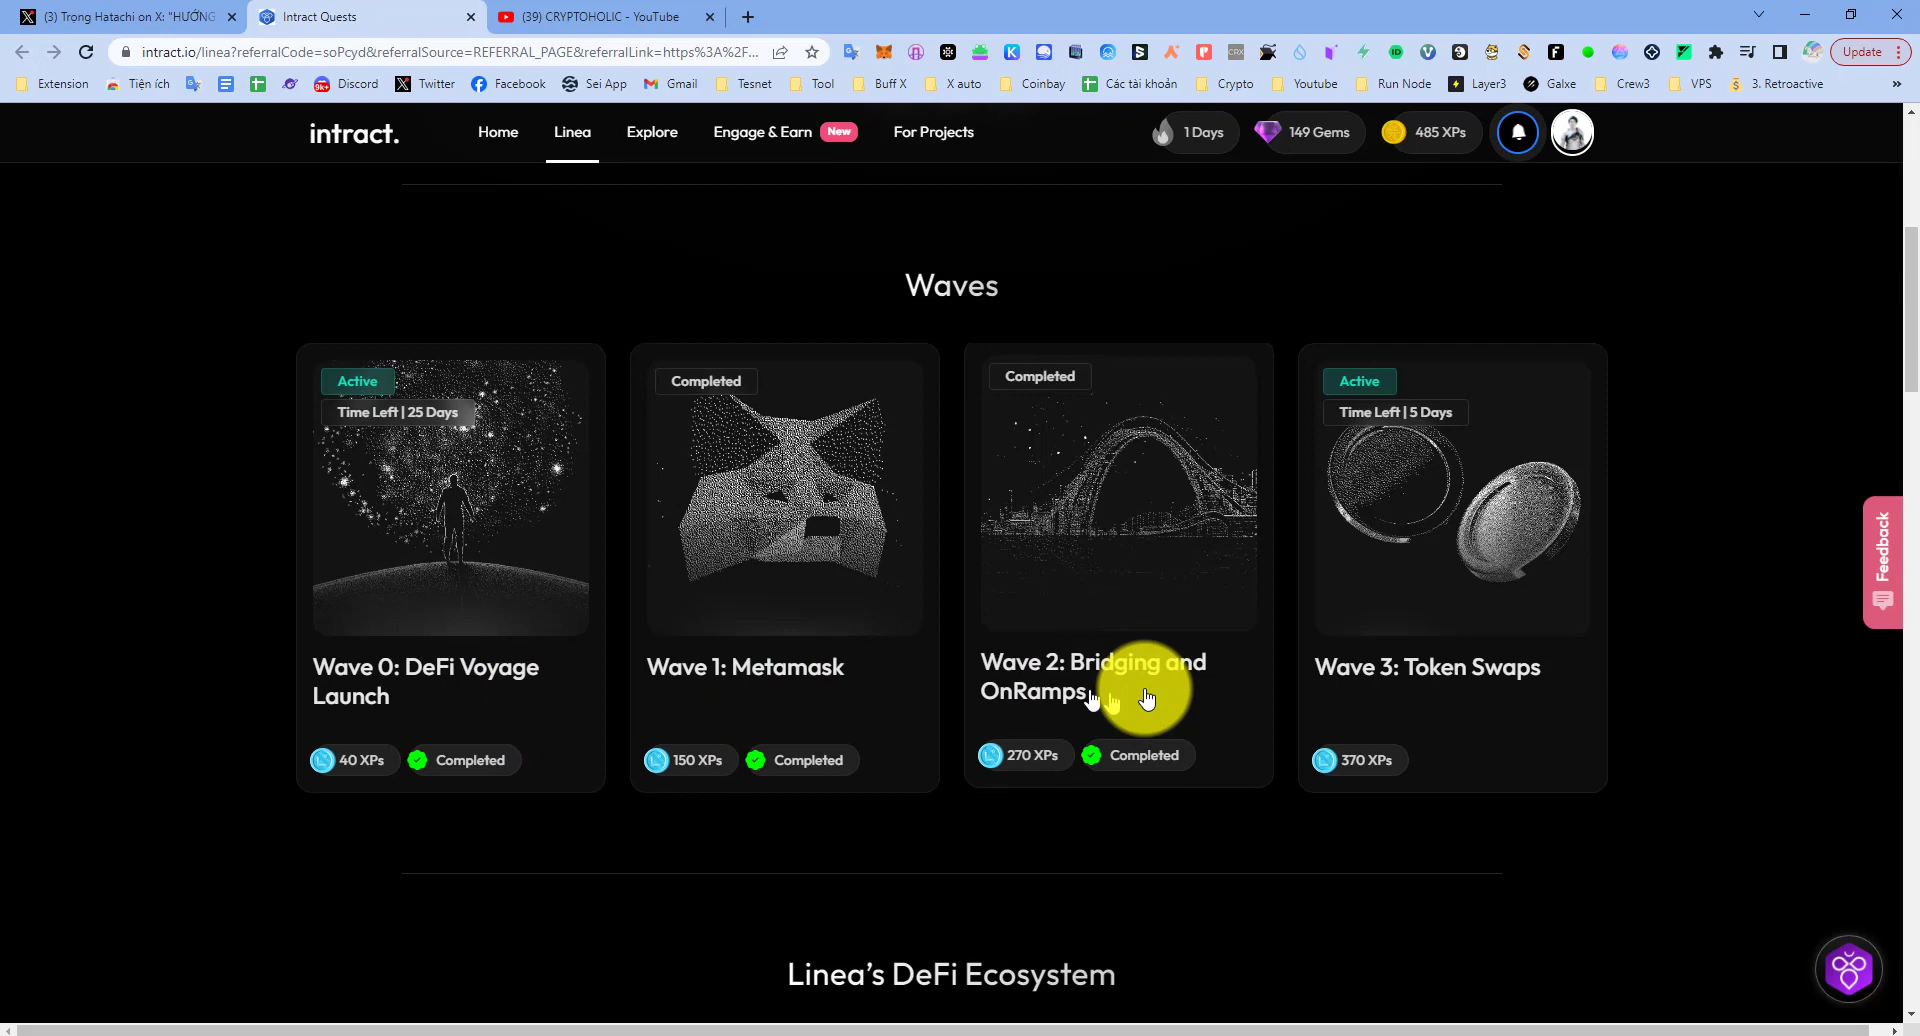 (3) Trọng Hatachi on X: "HƯỚNG
Intract Quests
(39) CRYPTOHOLIC - YouTube
intract.io/linea?referralCode=soPcyd&referralSource=REFERRAL_PAGE&referralLink=https%3A%2F...
Update
Extension
Tiện ích
9k+
Discord
Twitter
Facebook
Sei App
Gmail
Tesnet
Tool
Buff X
X auto
Coinbay
Các tài khoản
Crypto
Youtube
Run Node
Layer3
Galxe
Crew3
VPS
3. Retroactive
»
intract.
Home
Linea
Explore
Engage & Earn New
For Projects
1 Days
149 Gems
485 XPs
Waves
Active
Time Left | 25 Days
Wave 0: DeFi Voyage
Launch
40 XPs
Completed
Completed
Wave 1: Metamask
150 XPs
Completed
Completed
Wave 2: Bridging and
OnRamps
270 XPs
Completed
Active
Time Left | 5 Days
Wave 3: Token Swaps
370 XPs
Feedback
Linea’s DeFi Ecosystem